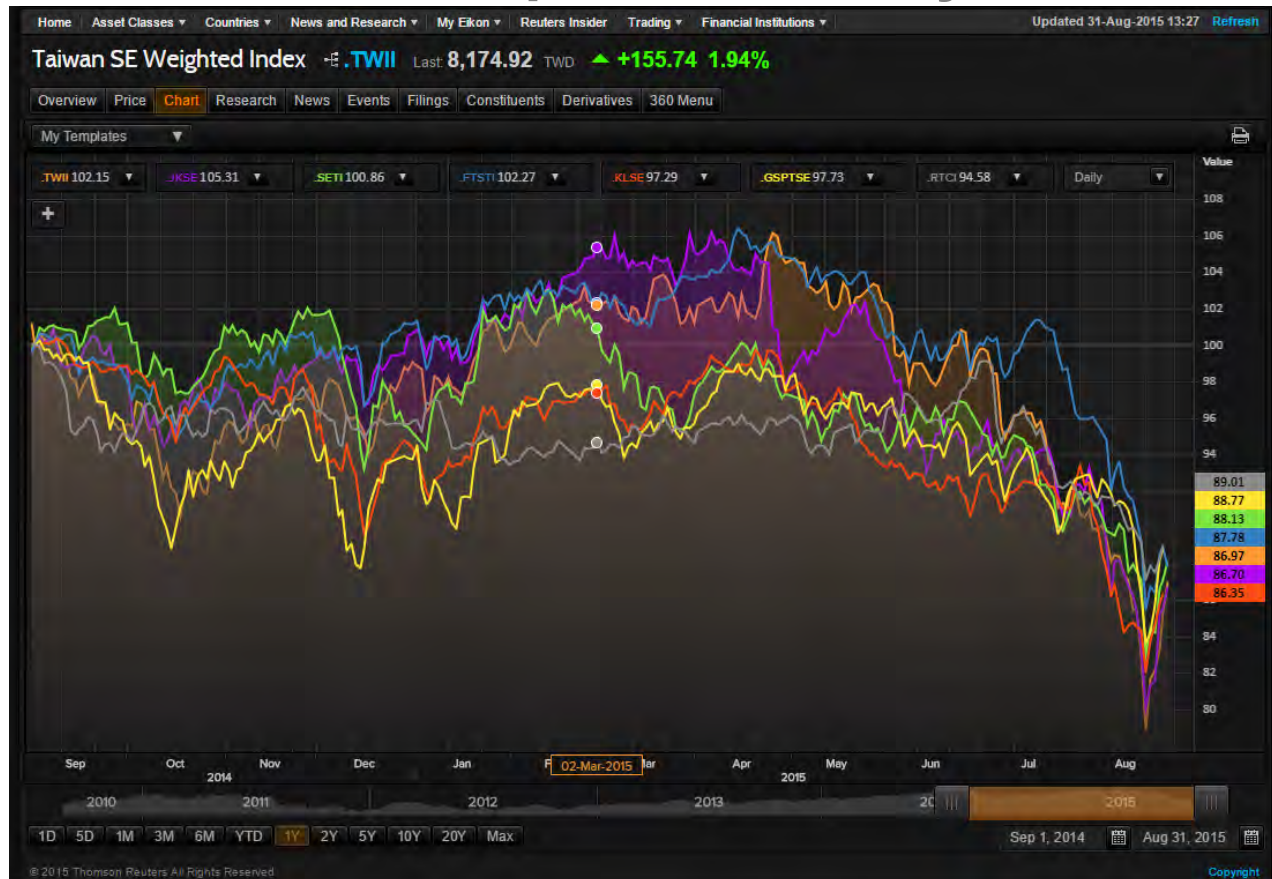 Home Asset Classes ▾ Countries ▾ News and Research ▾ My Eikon ▾ Reuters Insider Trading ▾ Financial Institutions ▾ Updated 31-Aug-2015 13:27 Refresh
Taiwan SE Weighted Index .TWII Last: 8,174.92 TWD ▲ +155.74 1.94%
Overview Price Chart Research News Events Filings Constituents Derivatives 360 Menu
My Templates ▼
Value
.TWII 102.15 ▼ .JKSE 105.31 ▼ .SETI 100.86 ▼ .FTSTI 102.27 ▼ .KLSE 97.29 ▼ .GSPTSE 97.73 ▼ .RTCI 94.58 ▼ Daily ▼
+
108
106
104
102
100
98
96
94
89.01
88.77
88.13
87.78
86.97
86.70
86.35
84
82
80
Sep Oct Nov Dec Jan F 02-Mar-2015 Mar Apr May Jun Jul Aug
2014 2015
2010 2011 2012 2013 20 2015
1D 5D 1M 3M 6M YTD 1Y 2Y 5Y 10Y 20Y Max Sep 1, 2014 Aug 31, 2015
© 2015 Thomson Reuters All Rights Reserved. Copyright